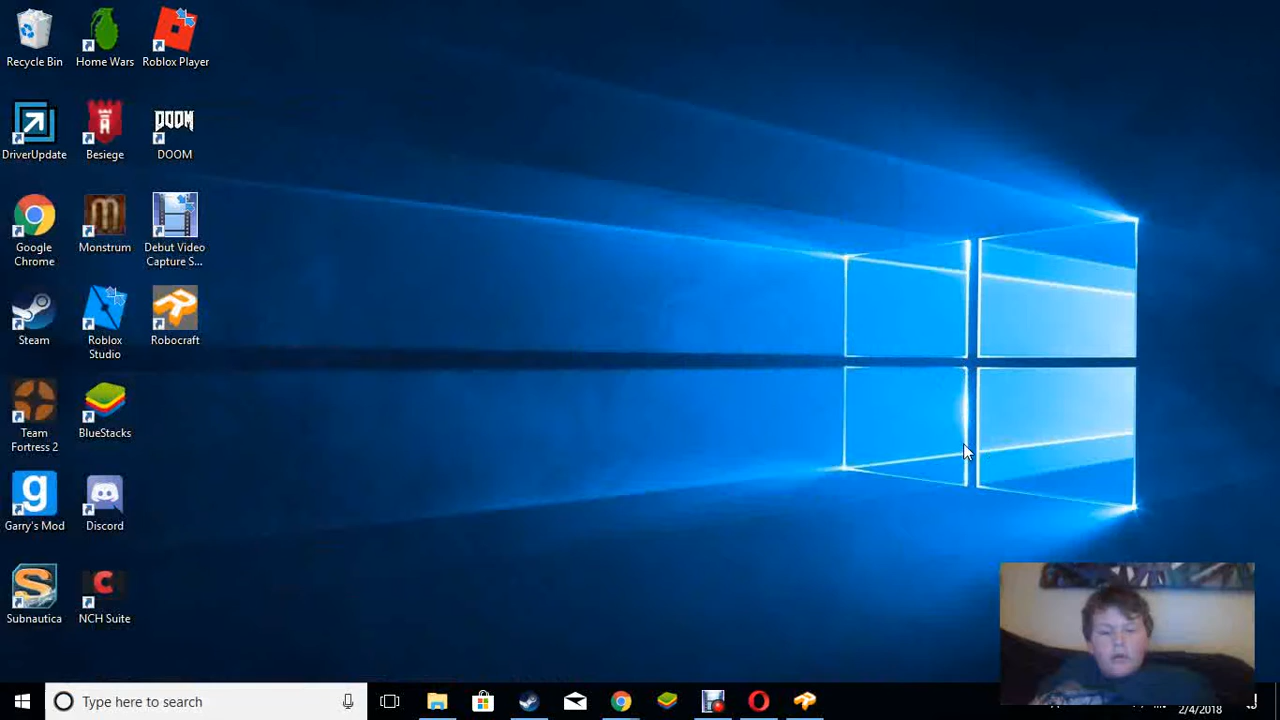 Recycle Bin
Home Wars
Roblox Player
DriverUpdate
Besiege
DOOM
DOOM
Google
Chrome
Monstrum
Debut Video
Capture S...
Steam
Roblox
Studio
Robocraft
Team
Fortress 2
BlueStacks
Garry's Mod
Discord
Subnautica
NCH Suite
Type here to search
2/4/2018